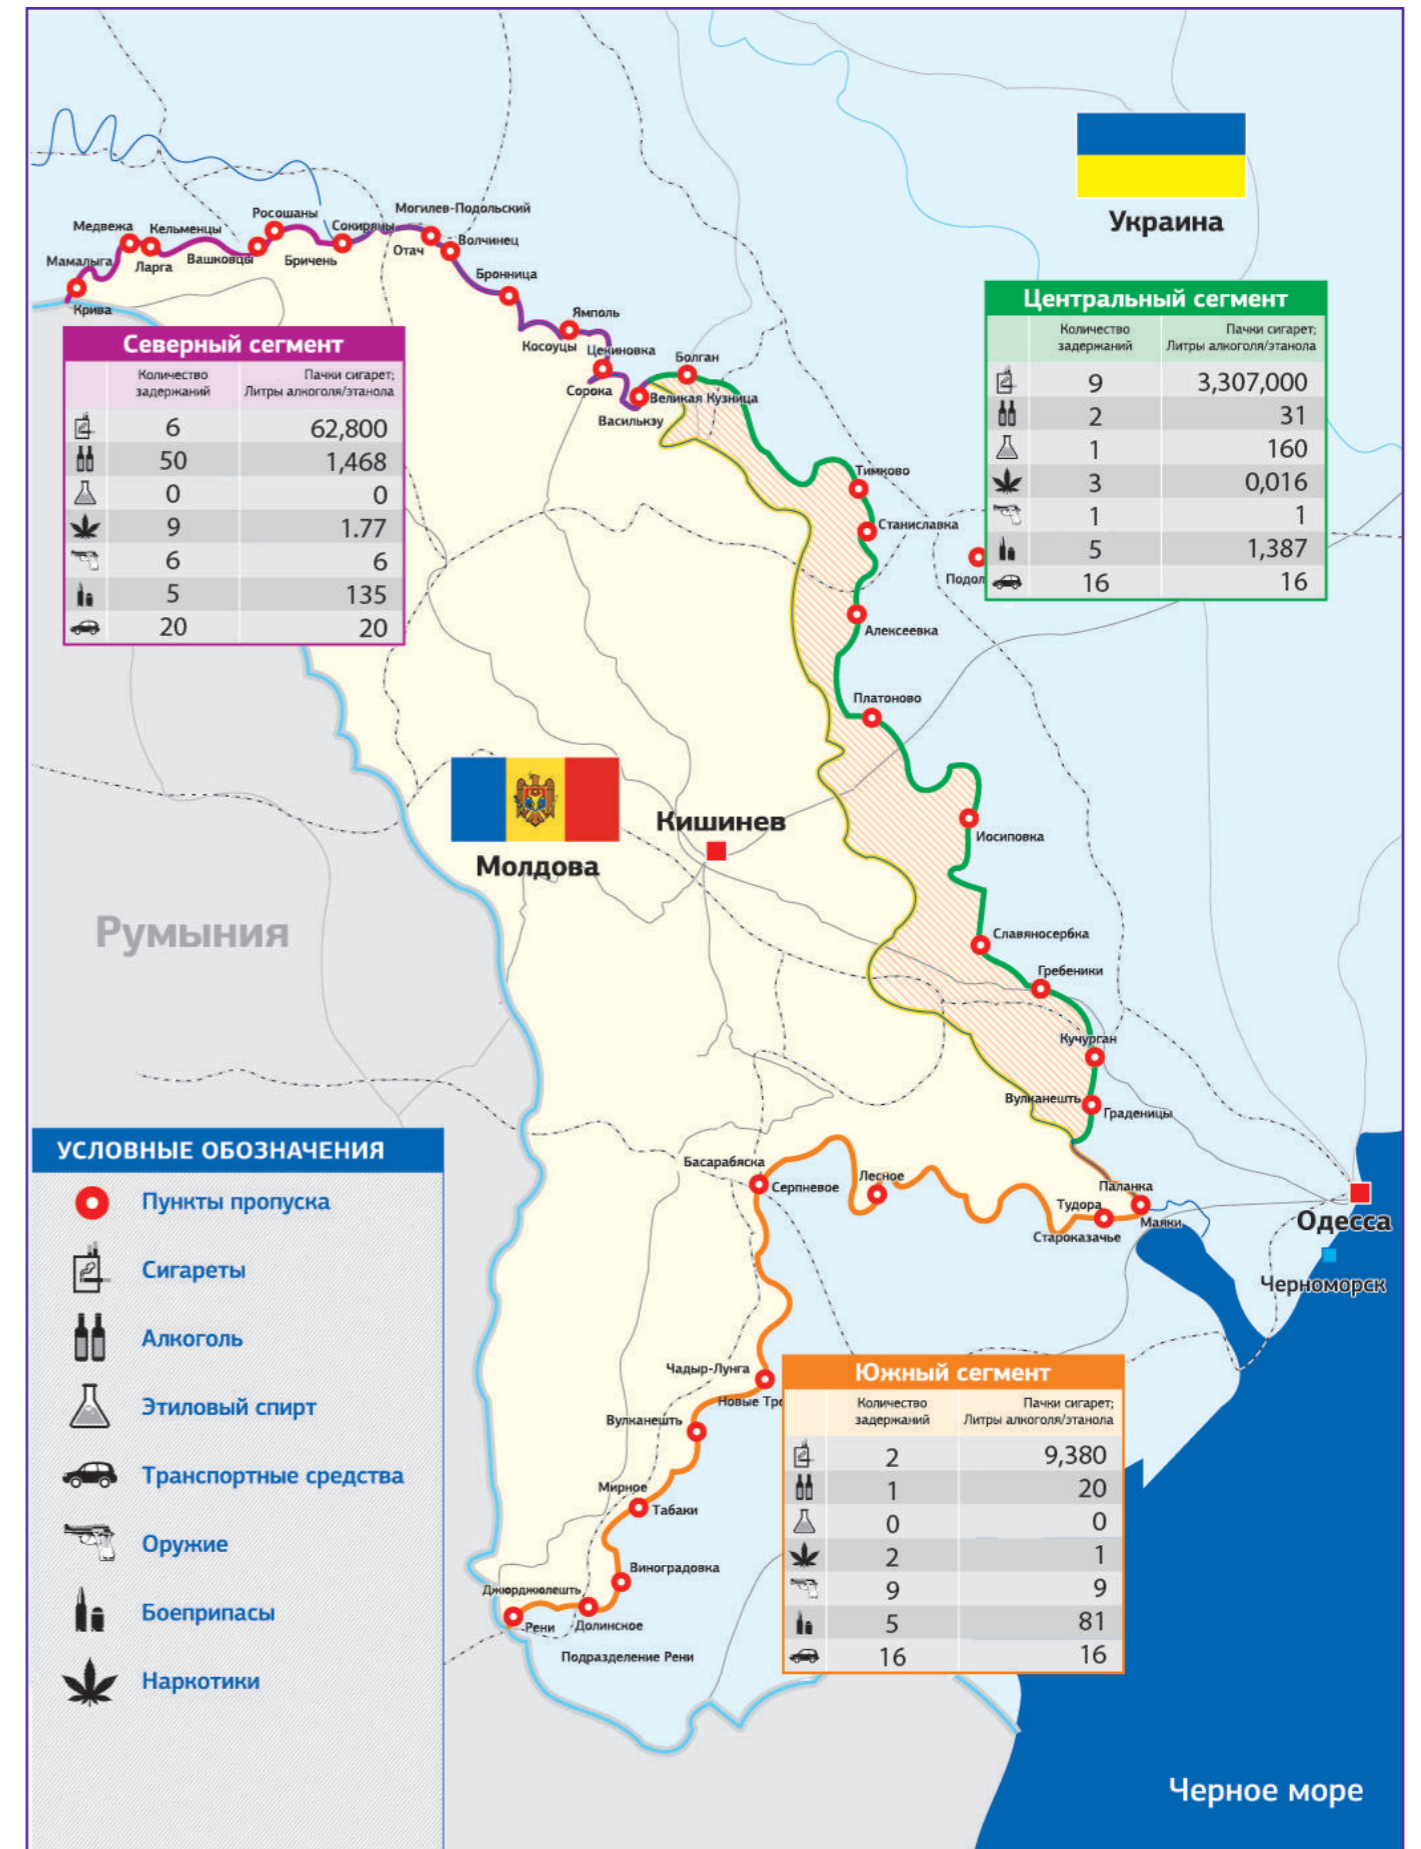 Украина
Могилев-Подольский
Росошаны
Медвежа
Кельменцы
Сокиряны
Отач
Волчинец
Мамалыга
Ларга
Вашковцы
Бричень
Бронница
Крива
Ямполь
Косоуцы
Цекиновка
Болган
Сорока
Великая Кузница
Василькэу
Северный сегмент
Количество
задержаний
Пачки сигарет;
Литры алкоголя/этанола
6 62,800
50 1,468
0 0
9 1.77
6 6
5 135
20 20
Центральный сегмент
Количество
задержаний
Пачки сигарет;
Литры алкоголя/этанола
9 3,307,000
2 31
1 160
3 0,016
1 1
5 1,387
16 16
Тимково
Станиславка
Подол
Алексеевка
Платоново
Кишинев
Иосиповка
Молдова
Румыния
Славяносербка
Гребеники
Кучурган
Вулканешть
Граденицы
Басарабяска
Серпневое
Лесное
Паланка
Тудора
Маяки
Староказачье
Одесса
Черноморск
УСЛОВНЫЕ ОБОЗНАЧЕНИЯ
Пункты пропуска
Сигареты
Алкоголь
Этиловый спирт
Транспортные средства
Оружие
Боеприпасы
Наркотики
Чадыр-Лунга
Новые Тре
Вулканешть
Мирное
Табаки
Виноградовка
Джюрджюлешть
Рени
Долинское
Подразделение Рени
Южный сегмент
Количество
задержаний
Пачки сигарет;
Литры алкоголя/этанола
2 9,380
1 20
0 0
2 1
9 9
5 81
16 16
Черное море